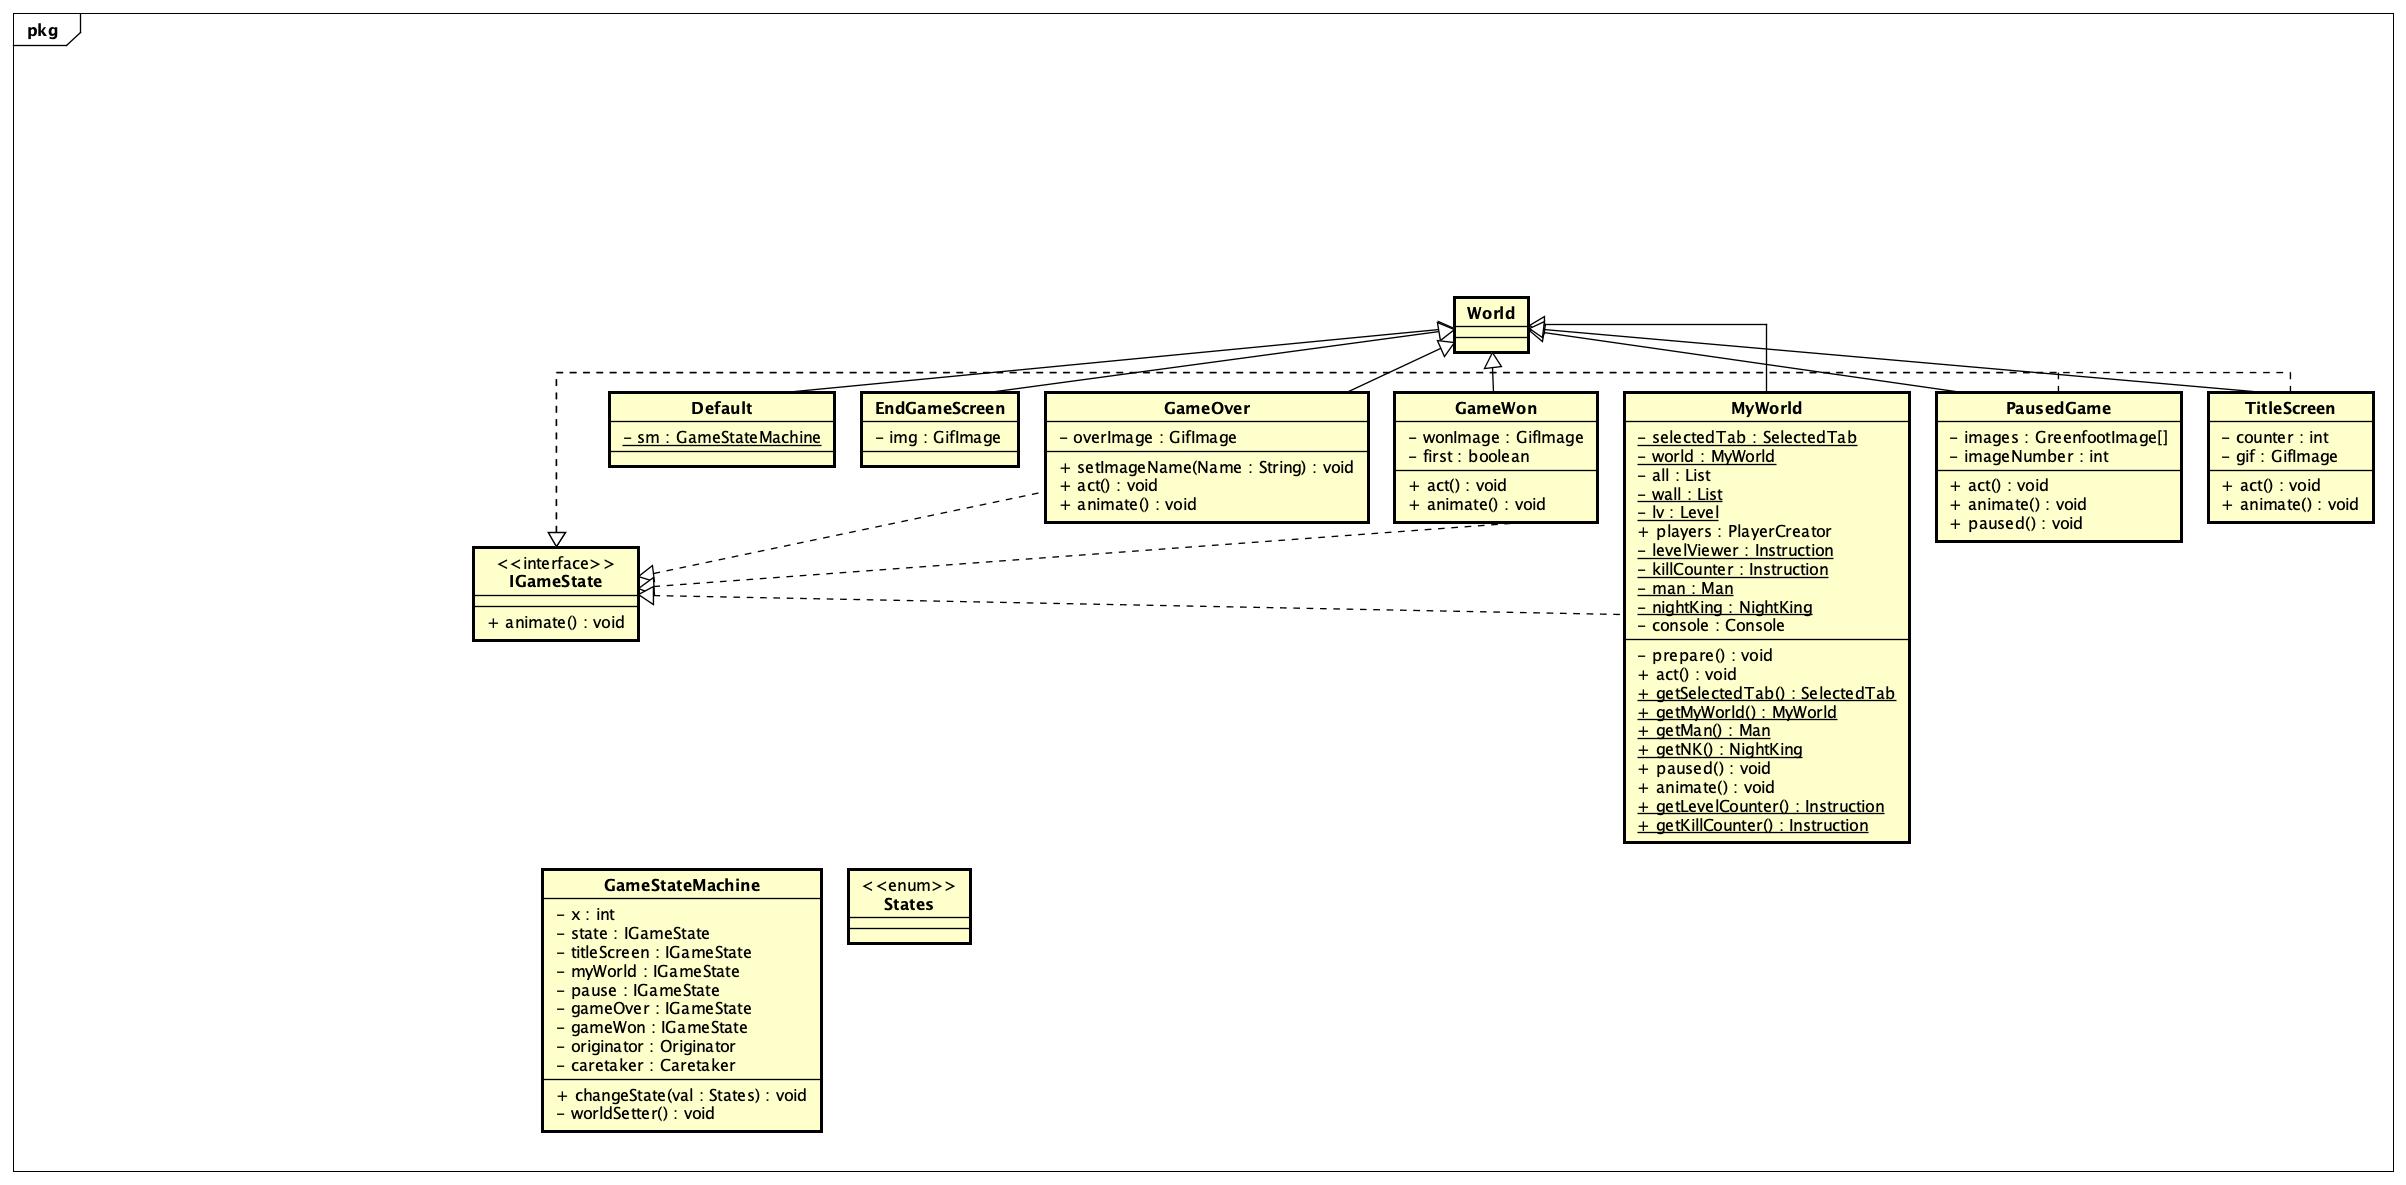 pkg
World
Default
- sm : GameStateMachine
EndGameScreen
- img : GifImage
GameOver
- overImage : GifImage
+ setImageName(Name : String) : void
+ act() : void
+ animate() : void
GameWon
- wonImage : GifImage
- first : boolean
+ act() : void
+ animate() : void
MyWorld
- selectedTab : SelectedTab
- world : MyWorld
- all : List
- wall : List
- lv : Level
+ players : PlayerCreator
- levelViewer : Instruction
- killCounter : Instruction
- man : Man
- nightKing : NightKing
- console : Console
- prepare() : void
+ act() : void
+ getSelectedTab() : SelectedTab
+ getMyWorld() : MyWorld
+ getMan() : Man
+ getNK() : NightKing
+ paused() : void
+ animate() : void
+ getLevelCounter() : Instruction
+ getKillCounter() : Instruction
PausedGame
- images : GreenfootImage[]
- imageNumber : int
+ act() : void
+ animate() : void
+ paused() : void
TitleScreen
- counter : int
- gif : GifImage
+ act() : void
+ animate() : void
<<interface>>
IGameState
+ animate() : void
GameStateMachine
- x : int
- state : IGameState
- titleScreen : IGameState
- myWorld : IGameState
- pause : IGameState
- gameOver : IGameState
- gameWon : IGameState
- originator : Originator
- caretaker : Caretaker
+ changeState(val : States) : void
- worldSetter() : void
<<enum>>
States